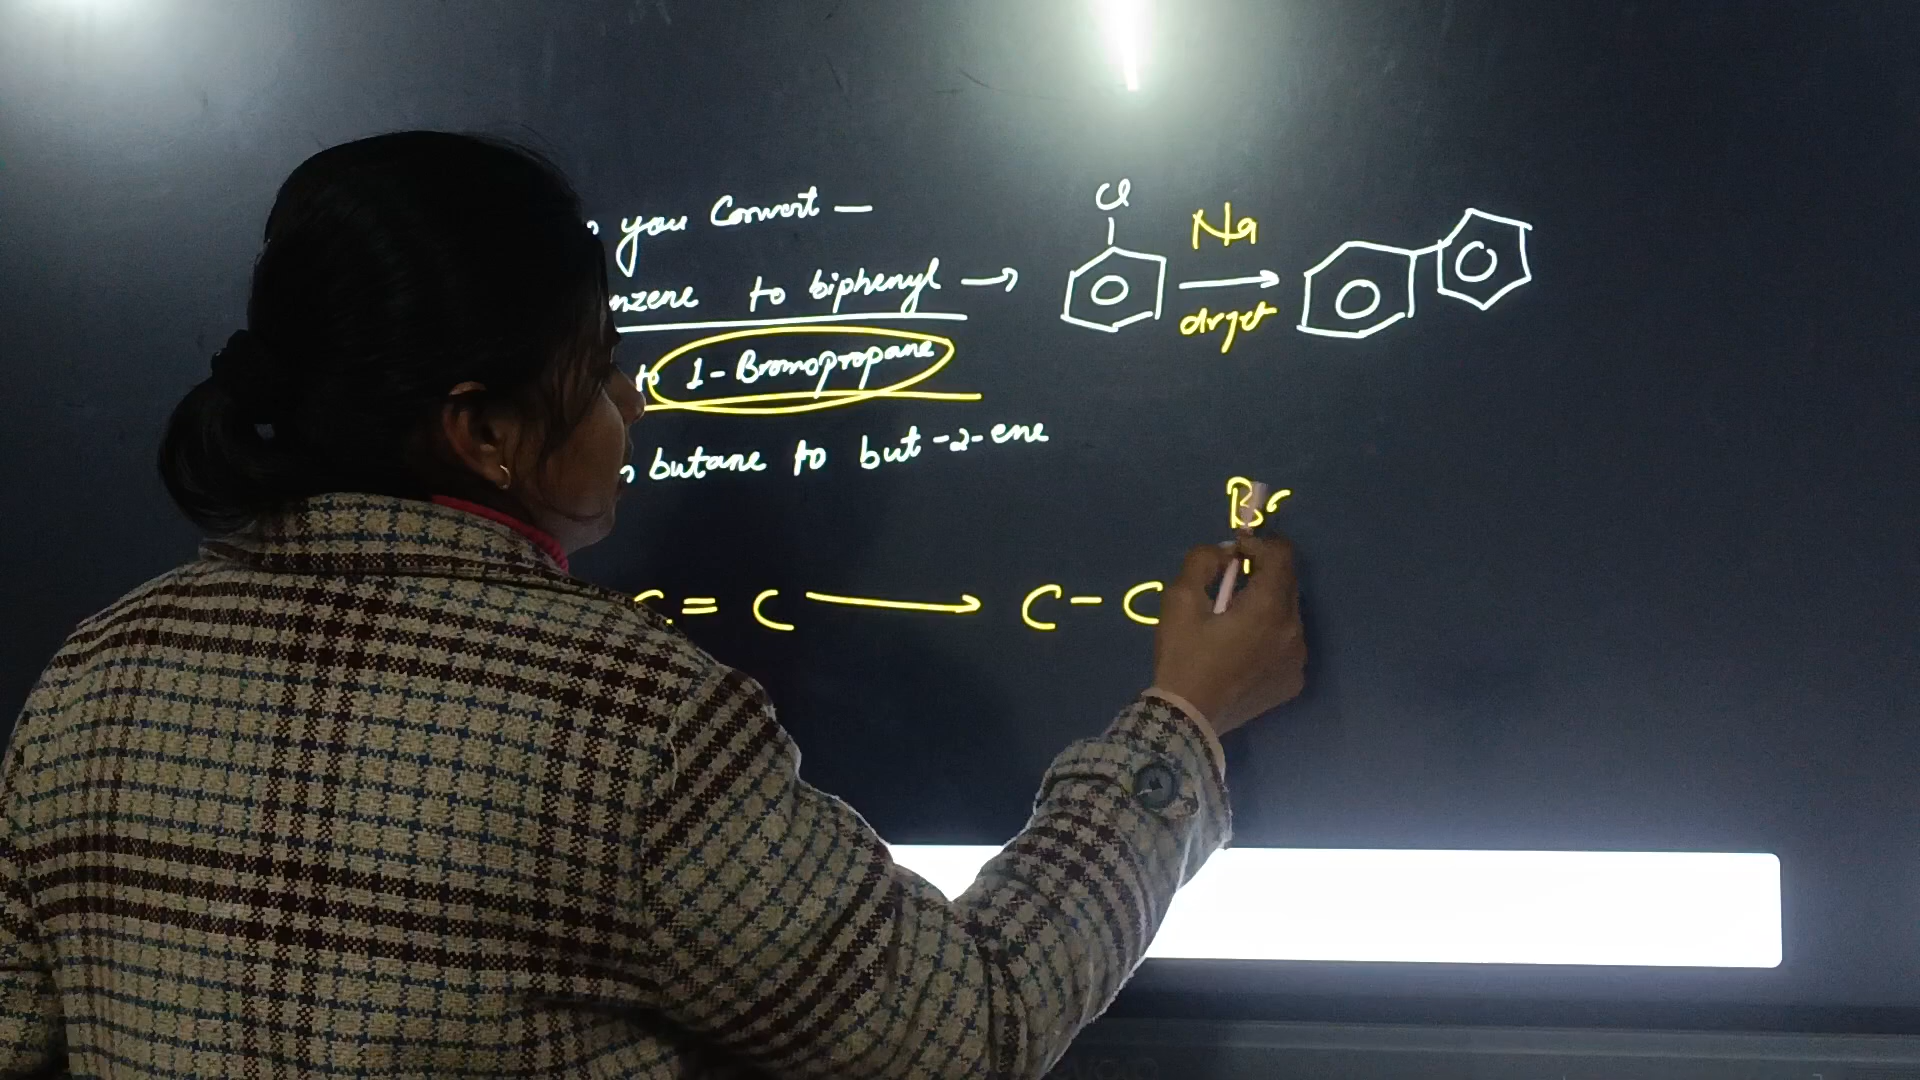 you Convert —
nzene to biphenyl →
to 1- Bromopropane
butane to but -2- ene
Cl
Na
dry et
Br
C = C → C - C